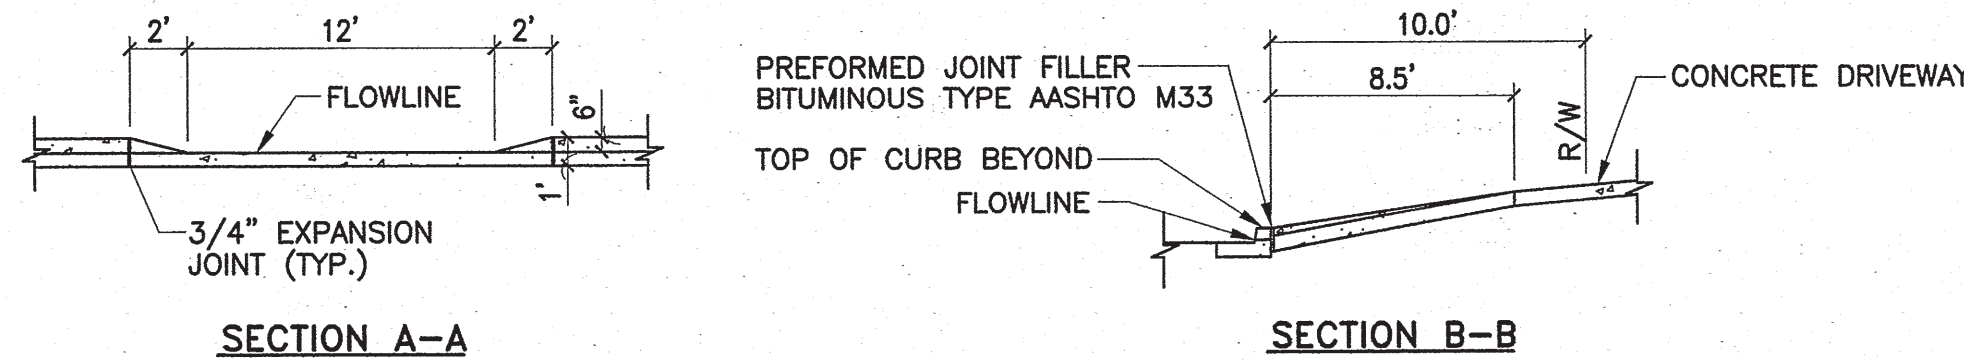 2' 12' 2'
FLOWLINE
6"
1'
3/4" EXPANSION
JOINT (TYP.)
SECTION A-A
10.0'
8.5'
PREFORMED JOINT FILLER
BITUMINOUS TYPE AASHTO M33
CONCRETE DRIVEWAY
R/W
TOP OF CURB BEYOND
FLOWLINE
SECTION B-B